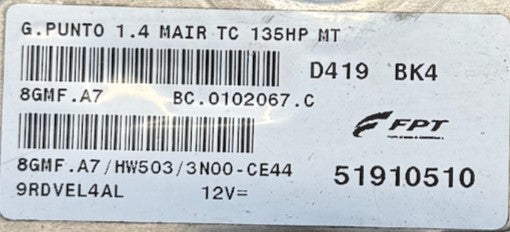 G.PUNTO 1.4 MAIR TC 135HP MT
D419 BK4
8GMF.A7 BC.0102067.C
FPT
8GMF.A7/HW503/3N00-CE44
51910510
9RDVEL4AL 12V=